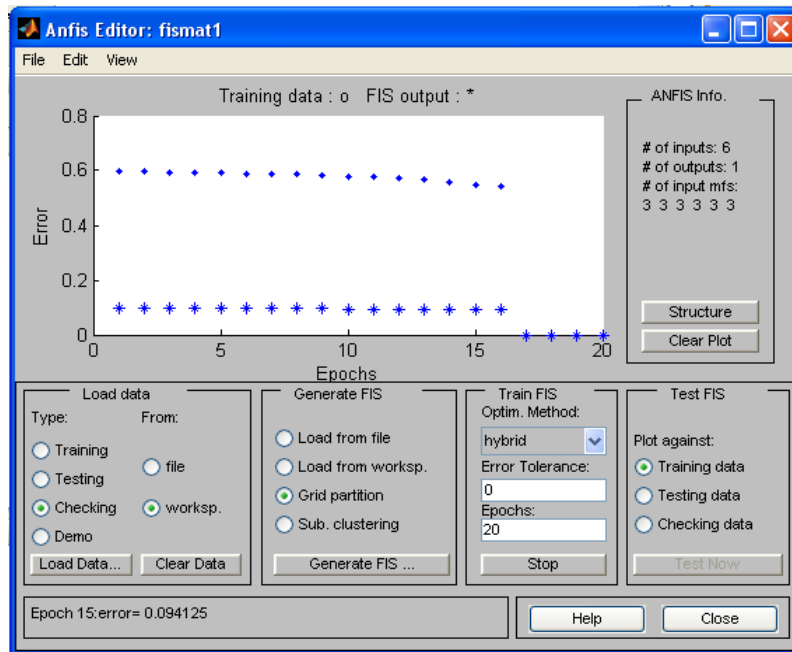 Anfis Editor: fismat1
File Edit View
Training data : o FIS output : *
ANFIS Info.
0.8
0.6
0.4
0.2
0
Error
0 5 10 15 20
Epochs
# of inputs: 6
# of outputs: 1
# of input mfs:
3 3 3 3 3 3
Structure
Clear Plot
Load data
Type: From:
Training
Testing
Checking
Demo
file
worksp.
Load Data...
Clear Data
Generate FIS
Load from file
Load from worksp.
Grid partition
Sub. clustering
Generate FIS ...
Train FIS
Optim. Method:
hybrid
Error Tolerance:
0
Epochs:
20
Stop
Test FIS
Plot against:
Training data
Testing data
Checking data
Test Now
Epoch 15:error= 0.094125
Help
Close